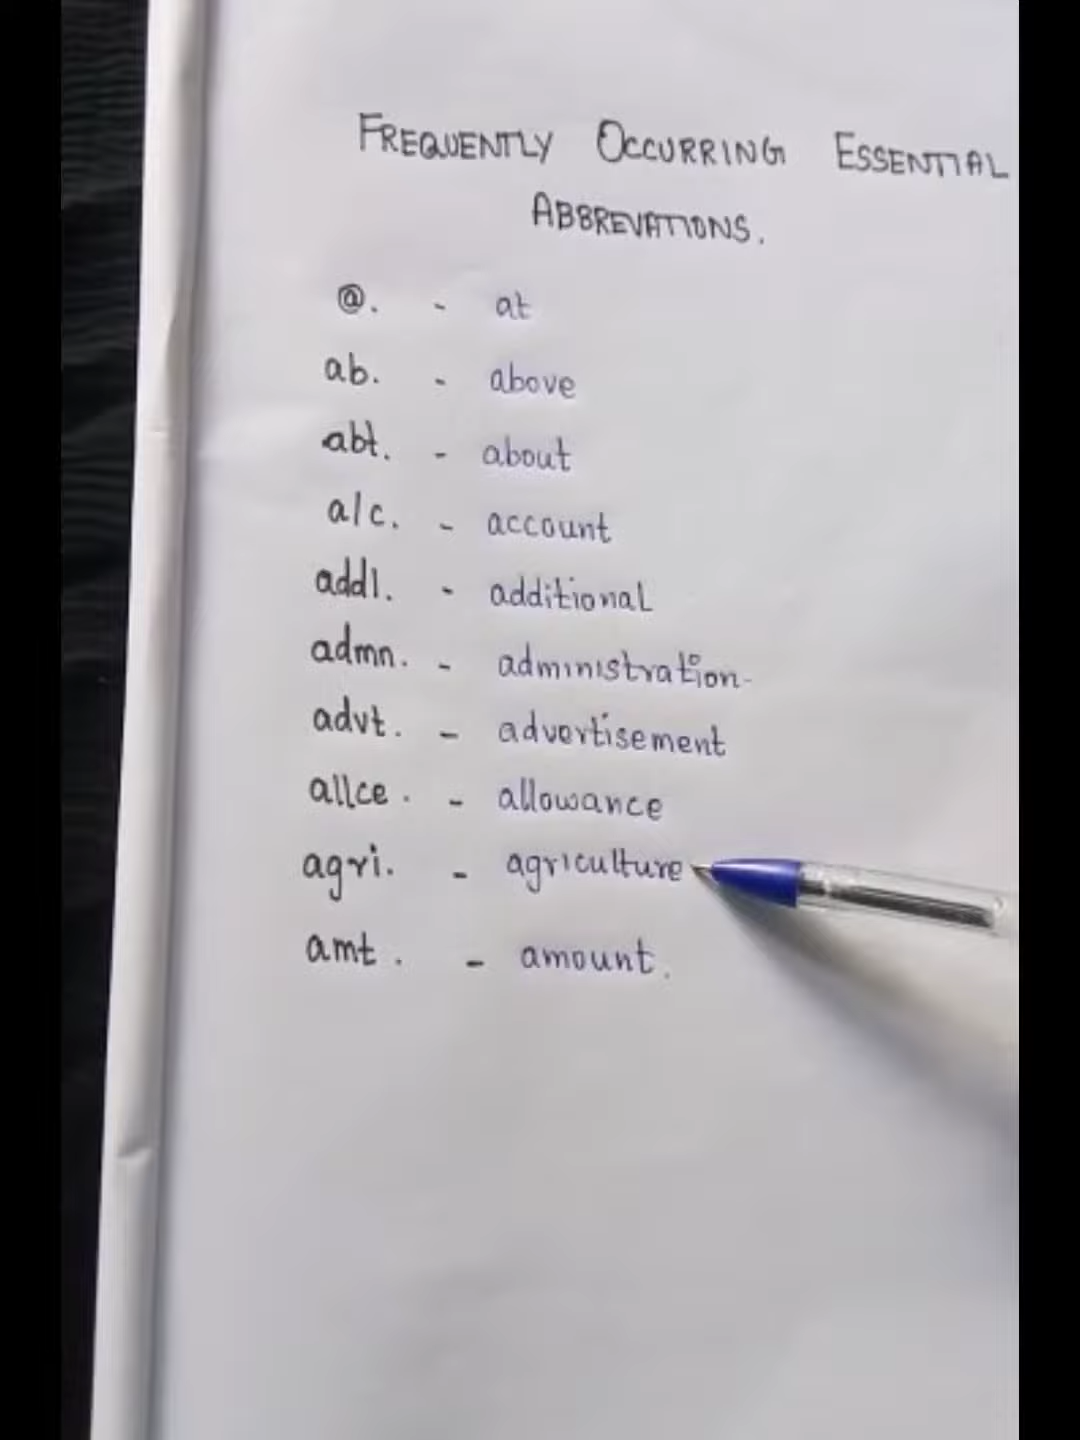 FREQUENTLY OCCURRING ESSENTIAL
ABBREVATIONS.
@. - at
ab. - above
abt. - about
a/c. - account
addl. - additional
admn. - administration.
advt. - advertisement
allce. - allowance
agri. - agriculture
amt. - amount.